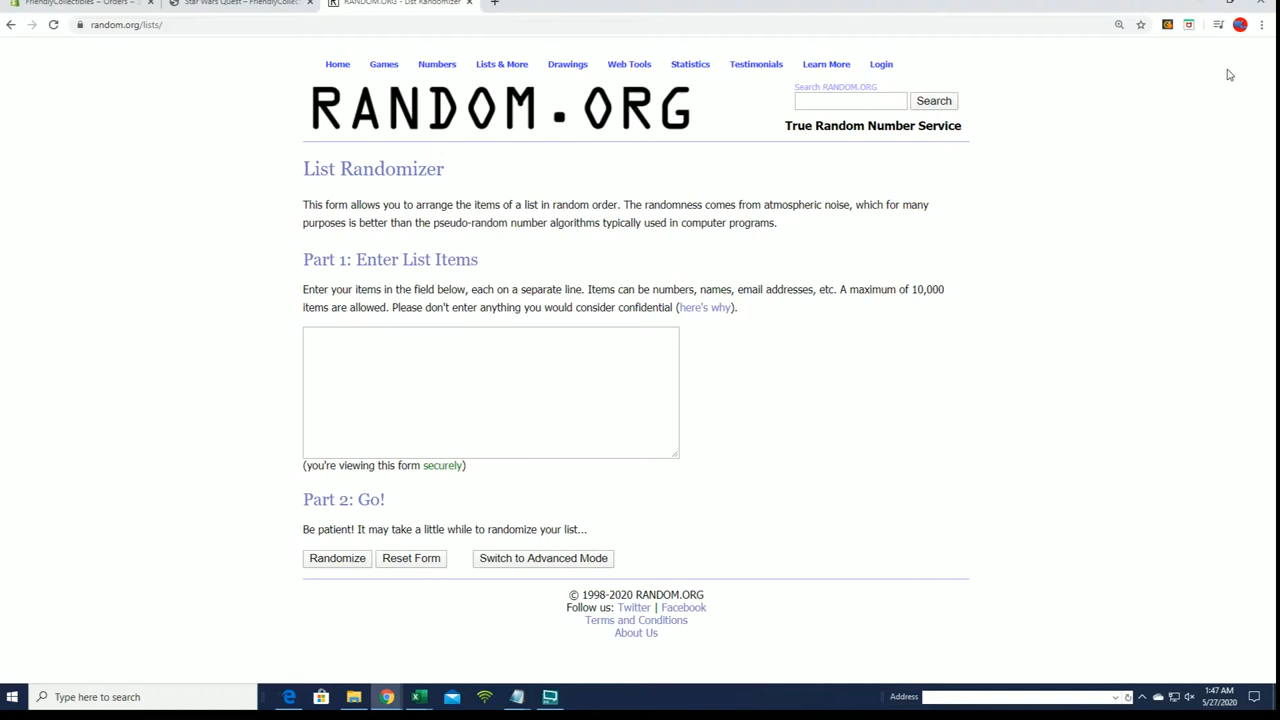 FriendlyCollectibles – Orders –
Star Wars Quest – FriendlyCollect
RANDOM.ORG - List Randomizer
random.org/lists/
Home Games Numbers Lists & More Drawings Web Tools Statistics Testimonials Learn More Login
RANDOM.ORG
Search RANDOM.ORG
Search
True Random Number Service
List Randomizer
This form allows you to arrange the items of a list in random order. The randomness comes from atmospheric noise, which for many
purposes is better than the pseudo-random number algorithms typically used in computer programs.
Part 1: Enter List Items
Enter your items in the field below, each on a separate line. Items can be numbers, names, email addresses, etc. A maximum of 10,000
items are allowed. Please don't enter anything you would consider confidential (here's why).
(you're viewing this form securely)
Part 2: Go!
Be patient! It may take a little while to randomize your list...
Randomize Reset Form Switch to Advanced Mode
© 1998-2020 RANDOM.ORG
Follow us: Twitter | Facebook
Terms and Conditions
About Us
Type here to search
Address
1:47 AM
5/27/2020